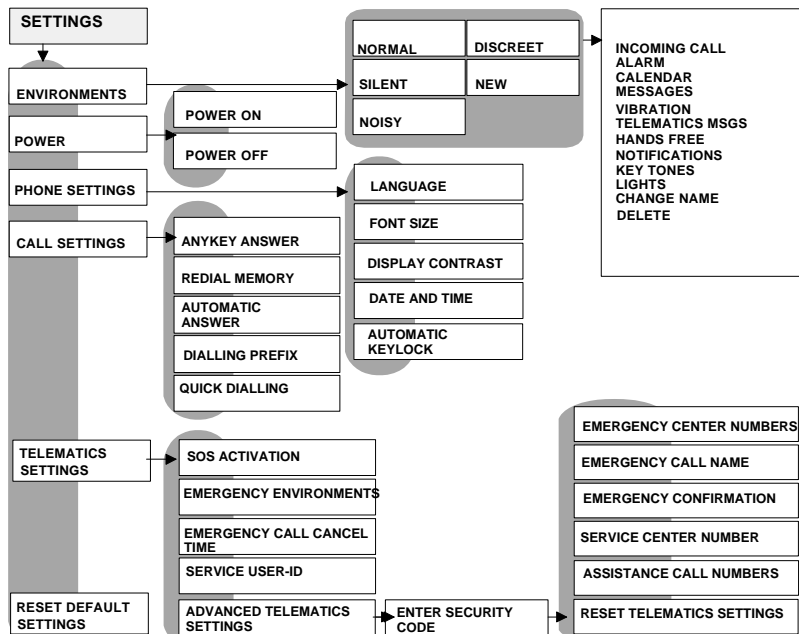 SETTINGS
ENVIRONMENTS
POWER
PHONE SETTINGS
CALL SETTINGS
TELEMATICS
SETTINGS
RESET DEFAULT
SETTINGS
POWER ON
POWER OFF
ANYKEY ANSWER
REDIAL MEMORY
AUTOMATIC
ANSWER
DIALLING PREFIX
QUICK DIALLING
SOS ACTIVATION
EMERGENCY ENVIRONMENTS
EMERGENCY CALL CANCEL
TIME
SERVICE USER-ID
ADVANCED TELEMATICS
SETTINGS
NORMAL
DISCREET
SILENT
NEW
NOISY
LANGUAGE
FONT SIZE
DISPLAY CONTRAST
DATE AND TIME
AUTOMATIC
KEYLOCK
ENTER SECURITY
CODE
INCOMING CALL
ALARM
CALENDAR
MESSAGES
VIBRATION
TELEMATICS MSGS
HANDS FREE
NOTIFICATIONS
KEY TONES
LIGHTS
CHANGE NAME
DELETE
EMERGENCY CENTER NUMBERS
EMERGENCY CALL NAME
EMERGENCY CONFIRMATION
SERVICE CENTER NUMBER
ASSISTANCE CALL NUMBERS
RESET TELEMATICS SETTINGS